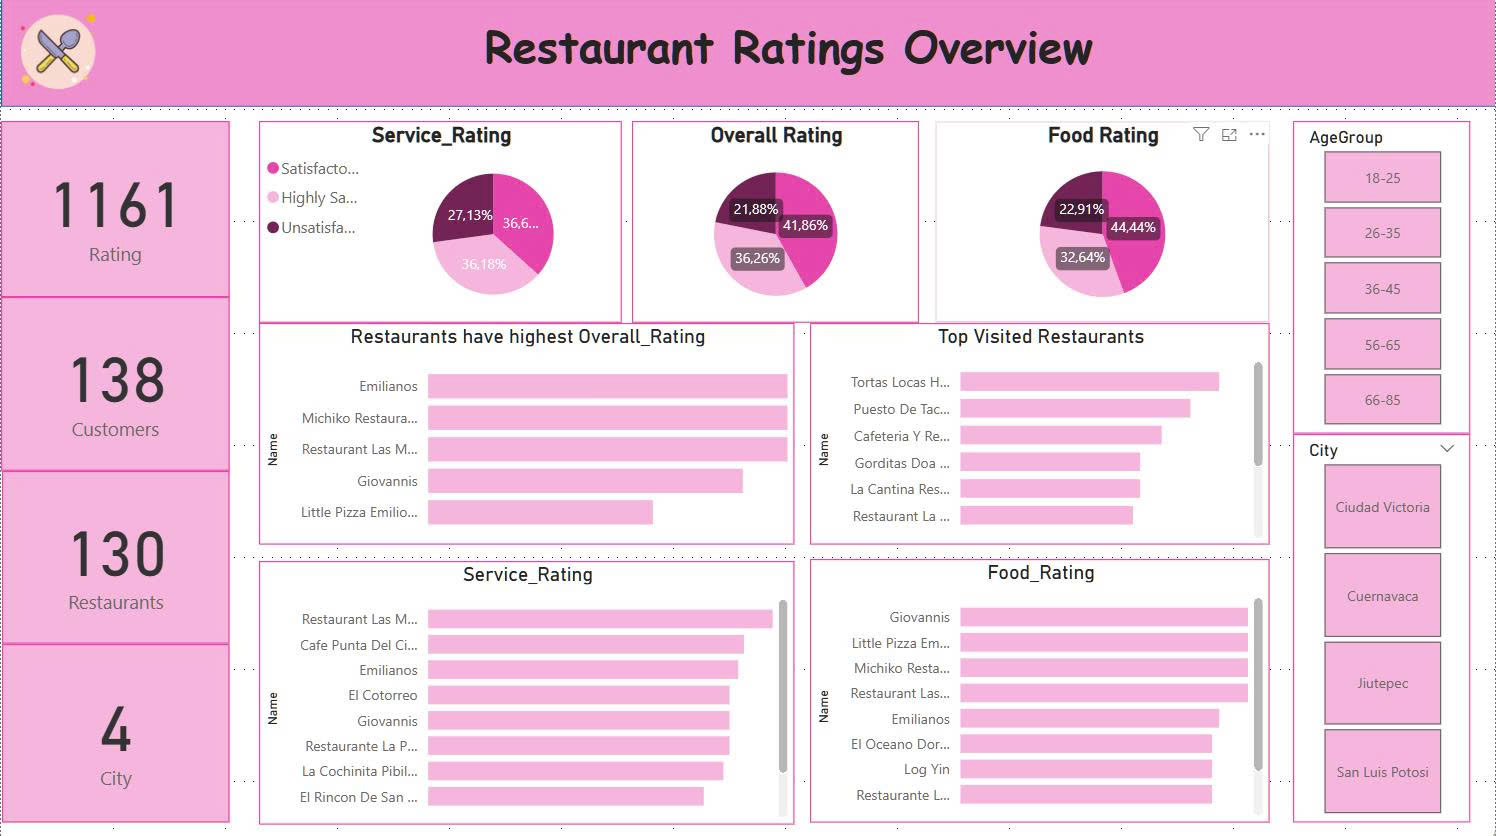 Restaurant Ratings Overview
1161
Rating
138
Customers
130
Restaurants
4
City
Service_Rating
Satisfacto...
Highly Sa...
Unsatisfa...
27,13%
36,6...
36,18%
Overall Rating
21,88%
41,86%
36,26%
Food Rating
22,91%
44,44%
32,64%
Restaurants have highest Overall_Rating
Name
Emilianos
Michiko Restaura...
Restaurant Las M...
Giovannis
Little Pizza Emilio...
Top Visited Restaurants
Name
Tortas Locas H...
Puesto De Tac...
Cafeteria Y Re...
Gorditas Doa ...
La Cantina Res...
Restaurant La ...
Service_Rating
Name
Restaurant Las M...
Cafe Punta Del Ci...
Emilianos
El Cotorreo
Giovannis
Restaurante La P...
La Cochinita Pibil...
El Rincon De San ...
Food_Rating
Name
Giovannis
Little Pizza Em...
Michiko Resta...
Restaurant Las...
Emilianos
El Oceano Dor...
Log Yin
Restaurante L...
AgeGroup
18-25
26-35
36-45
56-65
66-85
City
Ciudad Victoria
Cuernavaca
Jiutepec
San Luis Potosi